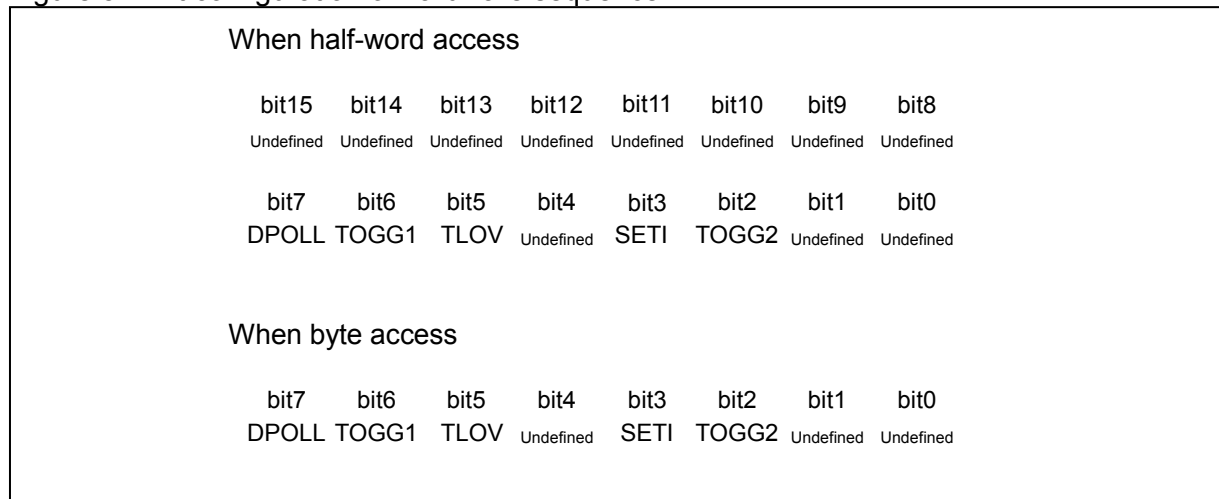 When half-word access
bit15 bit14 bit13 bit12 bit11 bit10 bit9 bit8
Undefined Undefined Undefined Undefined Undefined Undefined Undefined Undefined
bit7 bit6 bit5 bit4 bit3 bit2 bit1 bit0
DPOLL TOGG1 TLOV Undefined SETI TOGG2 Undefined Undefined
When byte access
bit7 bit6 bit5 bit4 bit3 bit2 bit1 bit0
DPOLL TOGG1 TLOV Undefined SETI TOGG2 Undefined Undefined